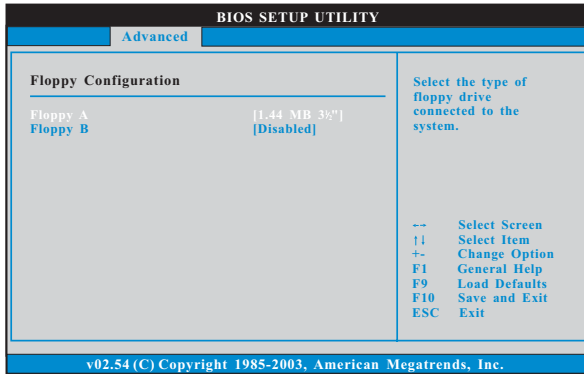 BIOS SETUP UTILITY
Advanced
Floppy Configuration
Floppy A [1.44 MB 3½"]
Floppy B [Disabled]
Select the type of
floppy drive
connected to the
system.
←→ Select Screen
↑↓ Select Item
+- Change Option
F1 General Help
F9 Load Defaults
F10 Save and Exit
ESC Exit
v02.54 (C) Copyright 1985-2003, American Megatrends, Inc.